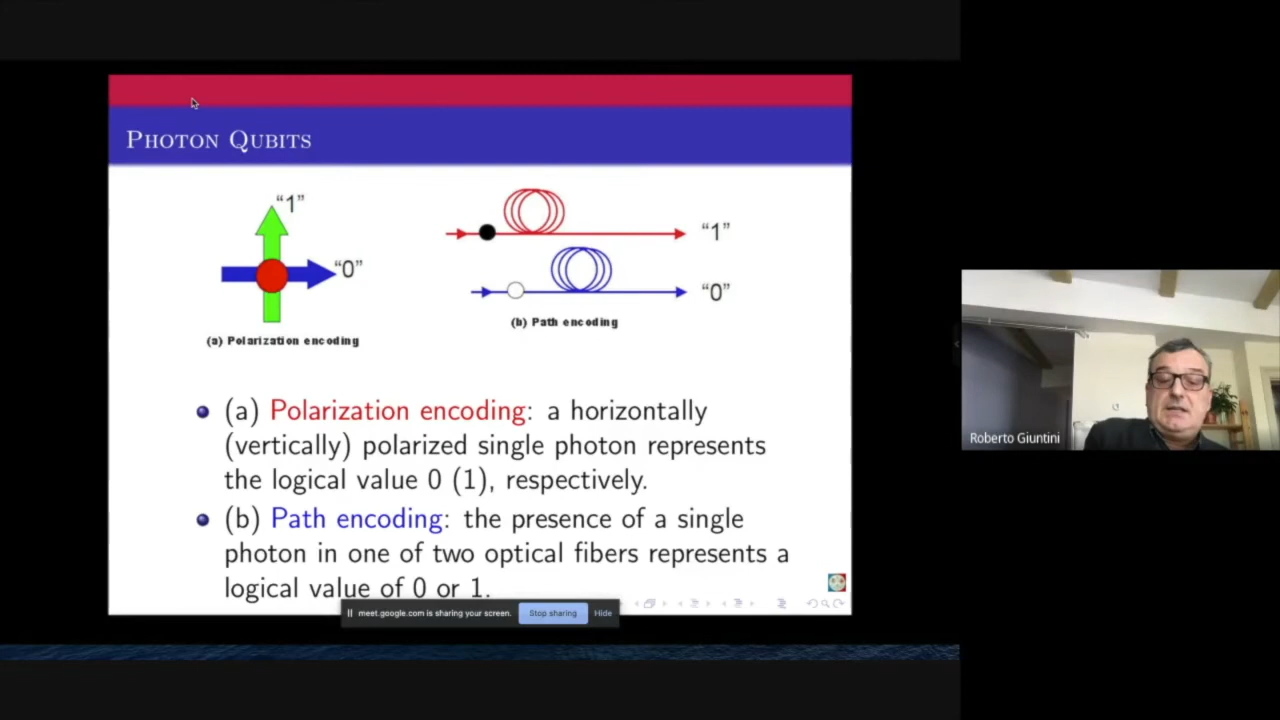 PHOTON QUBITS
“1”
“0”
(a) Polarization encoding
“1”
“0”
(b) Path encoding
(a) Polarization encoding: a horizontally
(vertically) polarized single photon represents
the logical value 0 (1), respectively.
(b) Path encoding: the presence of a single
photon in one of two optical fibers represents a
logical value of 0 or 1.
meet.google.com is sharing your screen. Stop sharing Hide
Roberto Giuntini